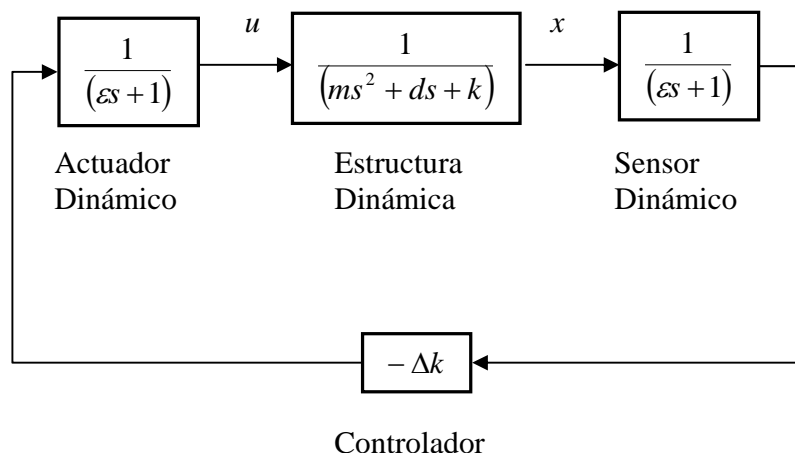 u
x
1
(εs + 1)
1
(ms² + ds + k)
1
(εs + 1)
Actuador
Dinámico
Estructura
Dinámica
Sensor
Dinámico
− Δk
Controlador